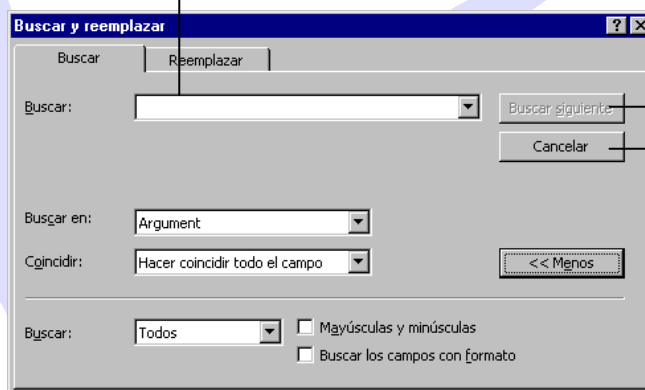 Buscar y reemplazar
Buscar Reemplazar
Buscar: Buscar siguiente
Cancelar
Buscar en: Argument
Coincidir: Hacer coincidir todo el campo << Menos
Buscar: Todos Mayúsculas y minúsculas
Buscar los campos con formato